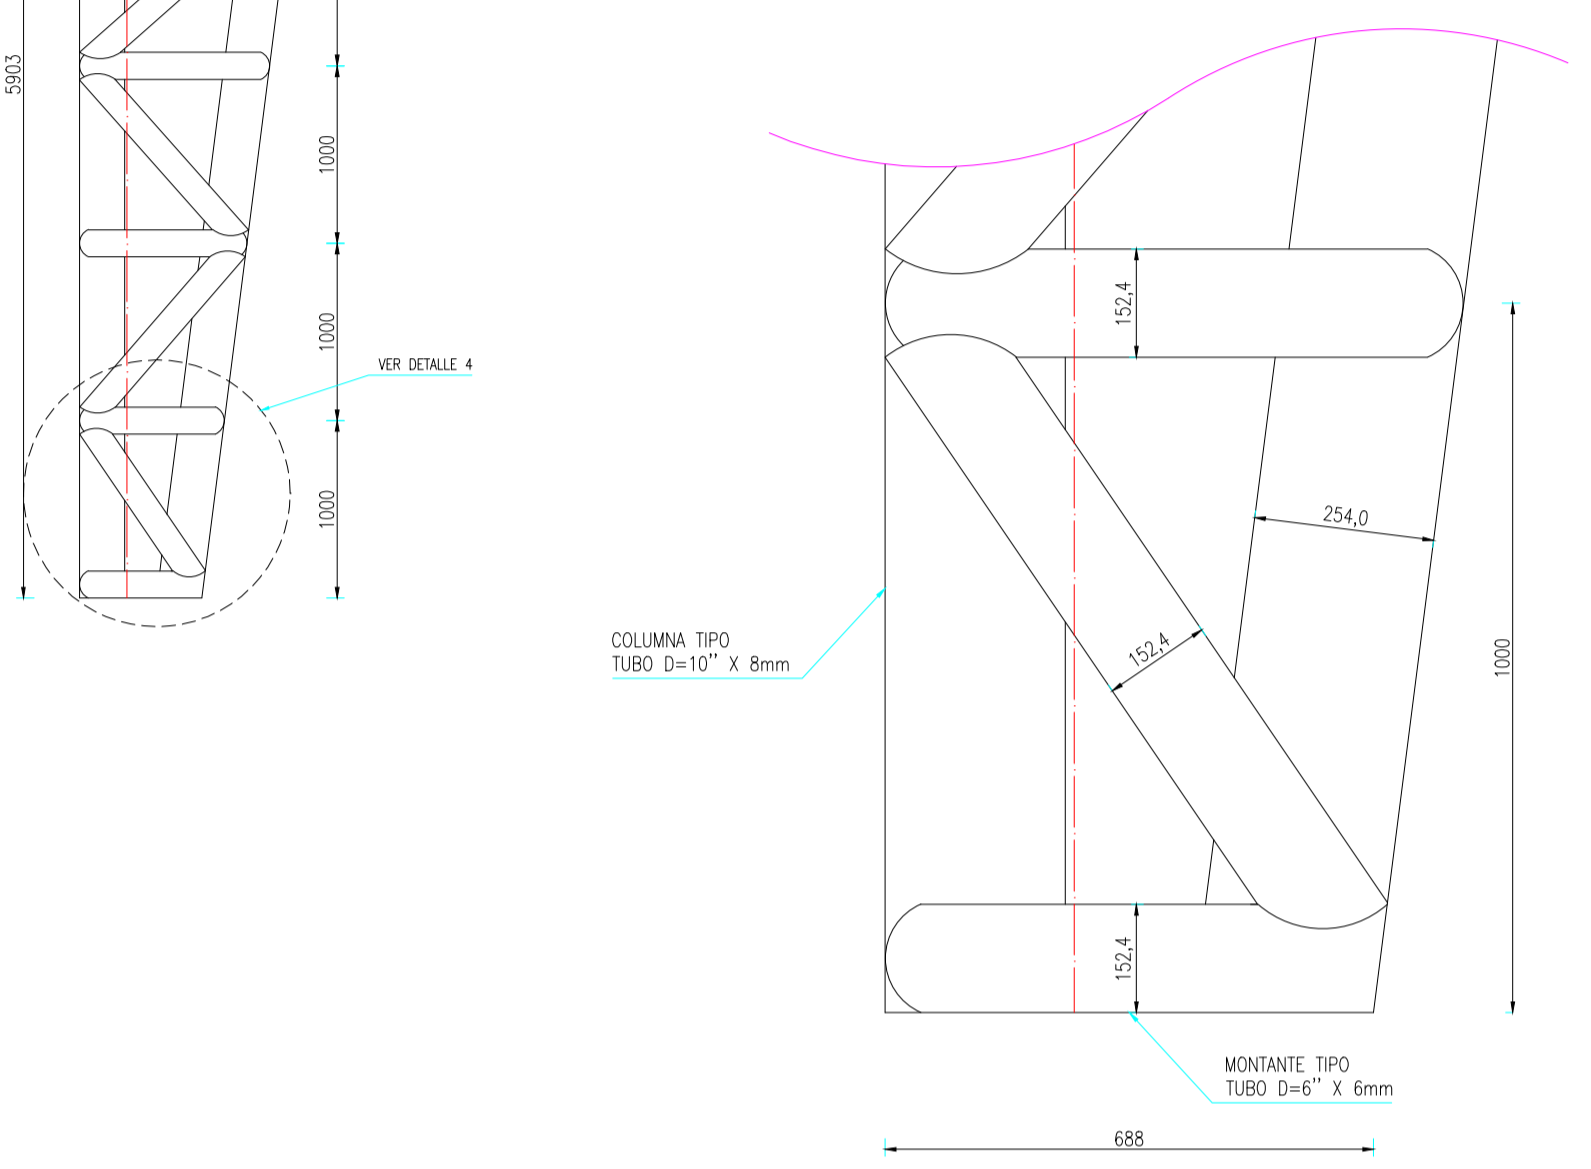 5903
1000
1000
1000
VER DETALLE 4
152,4
254,0
COLUMNA TIPO
TUBO D=10'' X 8mm
152,4
1000
152,4
MONTANTE TIPO
TUBO D=6'' X 6mm
688